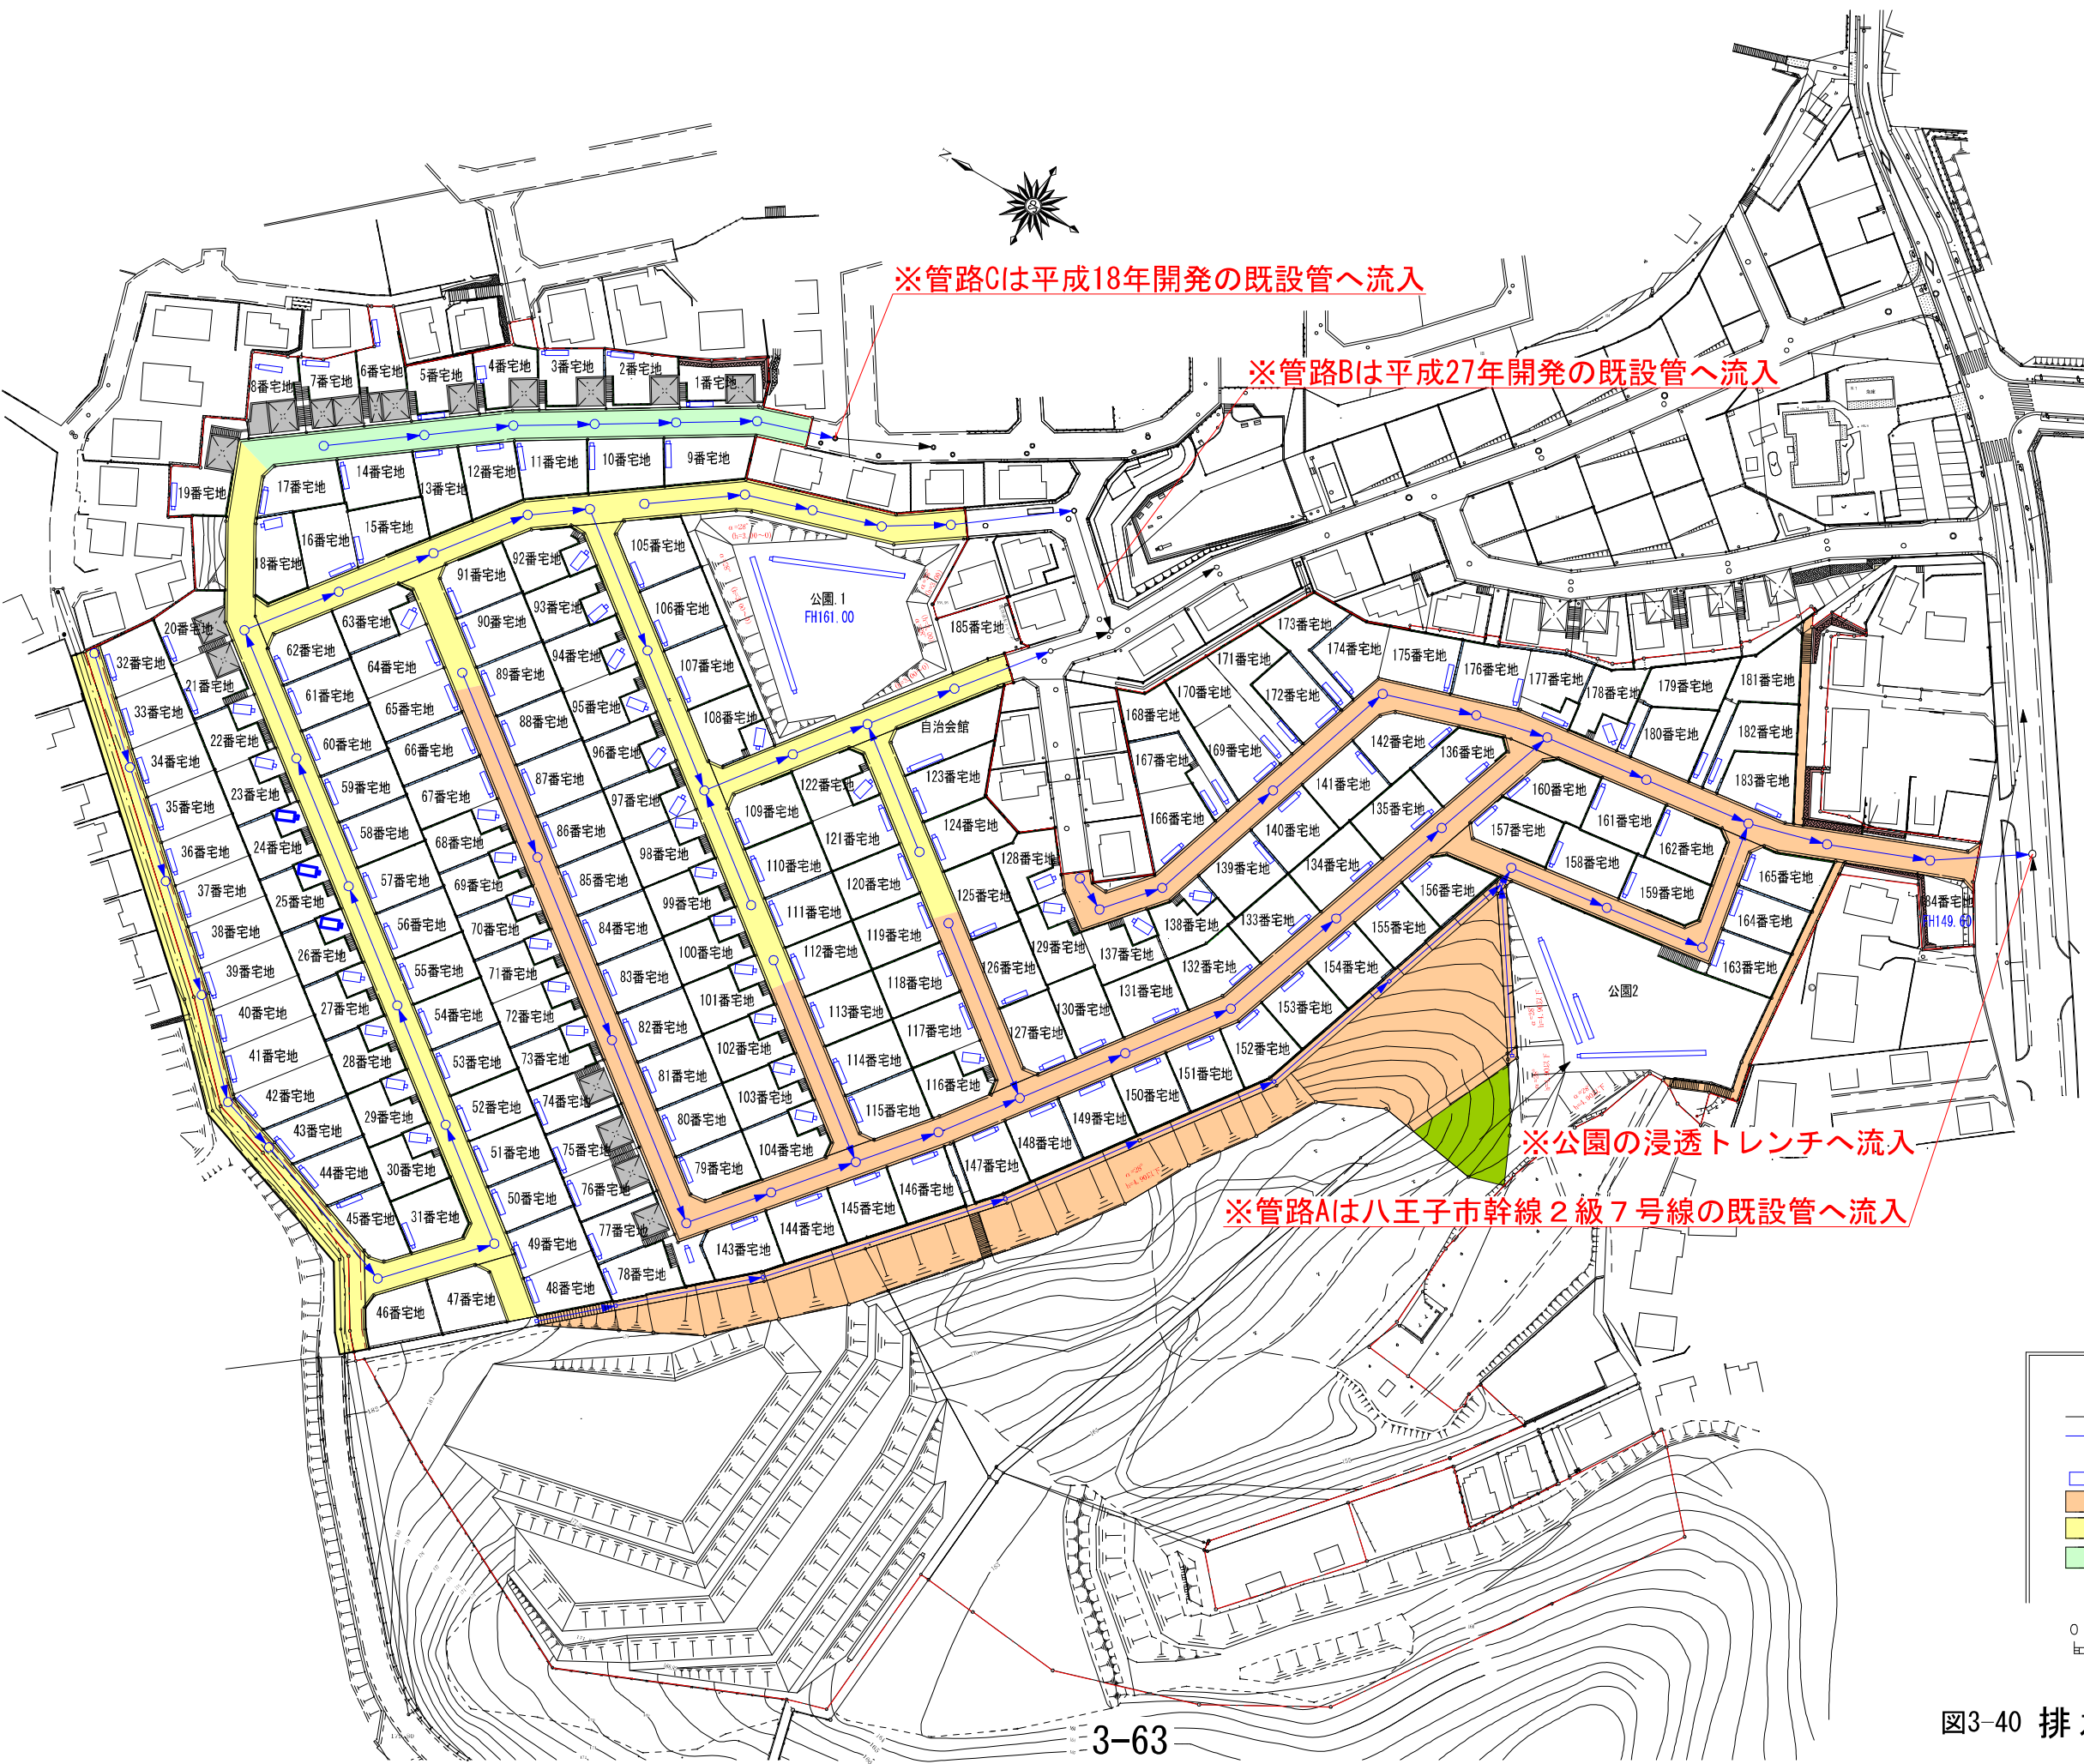 ※管路Cは平成18年開発の既設管へ流入
※管路Bは平成27年開発の既設管へ流入
8番宅地
7番宅地
6番宅地
5番宅地
4番宅地
3番宅地
2番宅地
1番宅地
19番宅地
17番宅地
14番宅地
13番宅地
12番宅地
11番宅地
10番宅地
9番宅地
18番宅地
16番宅地
15番宅地
公園.1
FH161.00
185番宅地
自治会館
20番宅地
21番宅地
22番宅地
23番宅地
24番宅地
25番宅地
26番宅地
27番宅地
28番宅地
29番宅地
30番宅地
31番宅地
32番宅地
33番宅地
34番宅地
35番宅地
36番宅地
37番宅地
38番宅地
39番宅地
40番宅地
41番宅地
42番宅地
43番宅地
44番宅地
45番宅地
46番宅地
47番宅地
48番宅地
49番宅地
50番宅地
51番宅地
52番宅地
53番宅地
54番宅地
55番宅地
56番宅地
57番宅地
58番宅地
59番宅地
60番宅地
61番宅地
62番宅地
63番宅地
64番宅地
65番宅地
66番宅地
67番宅地
68番宅地
69番宅地
70番宅地
71番宅地
72番宅地
73番宅地
74番宅地
75番宅地
76番宅地
77番宅地
78番宅地
79番宅地
80番宅地
81番宅地
82番宅地
83番宅地
84番宅地
85番宅地
86番宅地
87番宅地
88番宅地
89番宅地
90番宅地
91番宅地
92番宅地
93番宅地
94番宅地
95番宅地
96番宅地
97番宅地
98番宅地
99番宅地
100番宅地
101番宅地
102番宅地
103番宅地
104番宅地
105番宅地
106番宅地
107番宅地
108番宅地
109番宅地
110番宅地
111番宅地
112番宅地
113番宅地
114番宅地
115番宅地
116番宅地
117番宅地
118番宅地
119番宅地
120番宅地
121番宅地
122番宅地
123番宅地
124番宅地
125番宅地
126番宅地
127番宅地
128番宅地
129番宅地
130番宅地
131番宅地
132番宅地
133番宅地
134番宅地
135番宅地
136番宅地
137番宅地
138番宅地
139番宅地
140番宅地
141番宅地
142番宅地
143番宅地
144番宅地
145番宅地
146番宅地
147番宅地
148番宅地
149番宅地
150番宅地
151番宅地
152番宅地
153番宅地
154番宅地
155番宅地
156番宅地
157番宅地
158番宅地
159番宅地
160番宅地
161番宅地
162番宅地
163番宅地
164番宅地
165番宅地
166番宅地
167番宅地
168番宅地
169番宅地
170番宅地
171番宅地
172番宅地
173番宅地
174番宅地
175番宅地
176番宅地
177番宅地
178番宅地
179番宅地
180番宅地
181番宅地
182番宅地
183番宅地
84番宅地
H149.60
公園2
※公園の浸透トレンチへ流入
※管路Aは八王子市幹線２級７号線の既設管へ流入
3-63
図3-40 排